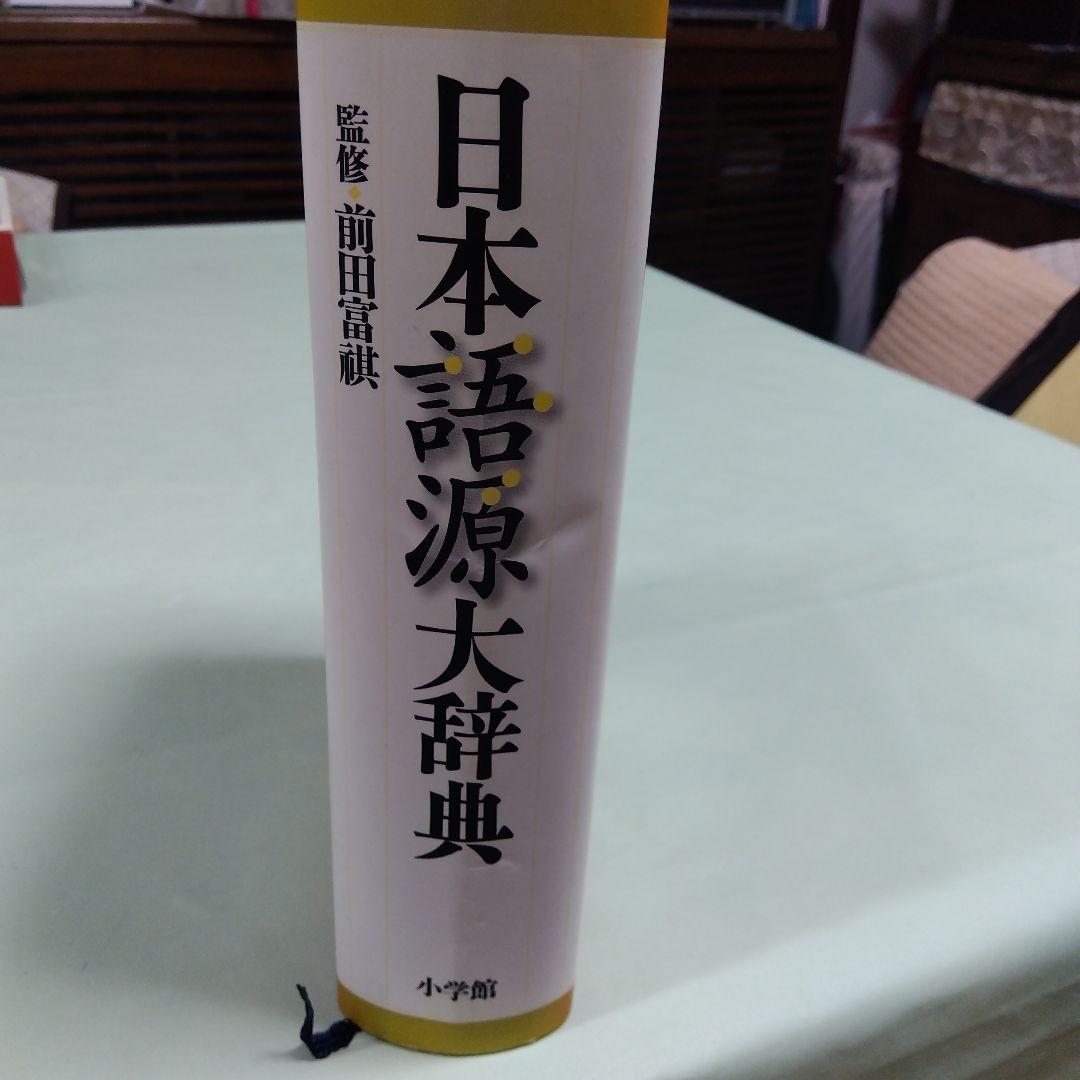 日本語源大辞典
監修◆前田富祺
小学館